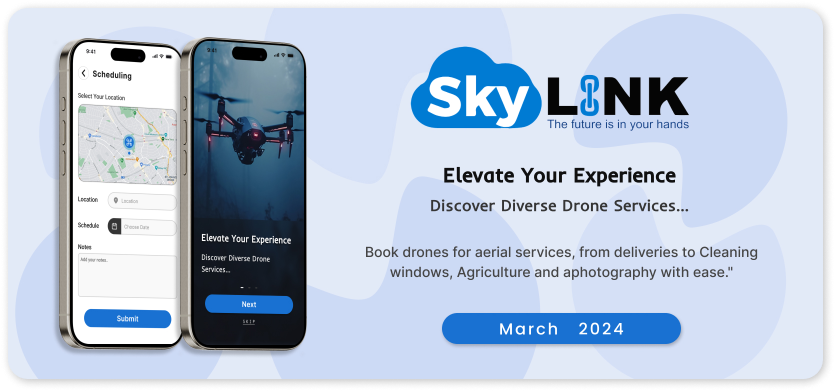 9:41
Scheduling
Select Your Location
Location
Location
Schedule
Choose Date
Notes
Add your notes..
Submit
9:41
Elevate Your Experience
Discover Diverse Drone
Services...
Next
SKIP
Sky LINK
The future is in your hands
Elevate Your Experience
Discover Diverse Drone Services...
Book drones for aerial services, from deliveries to Cleaning
windows, Agriculture and aphotography with ease."
March 2024